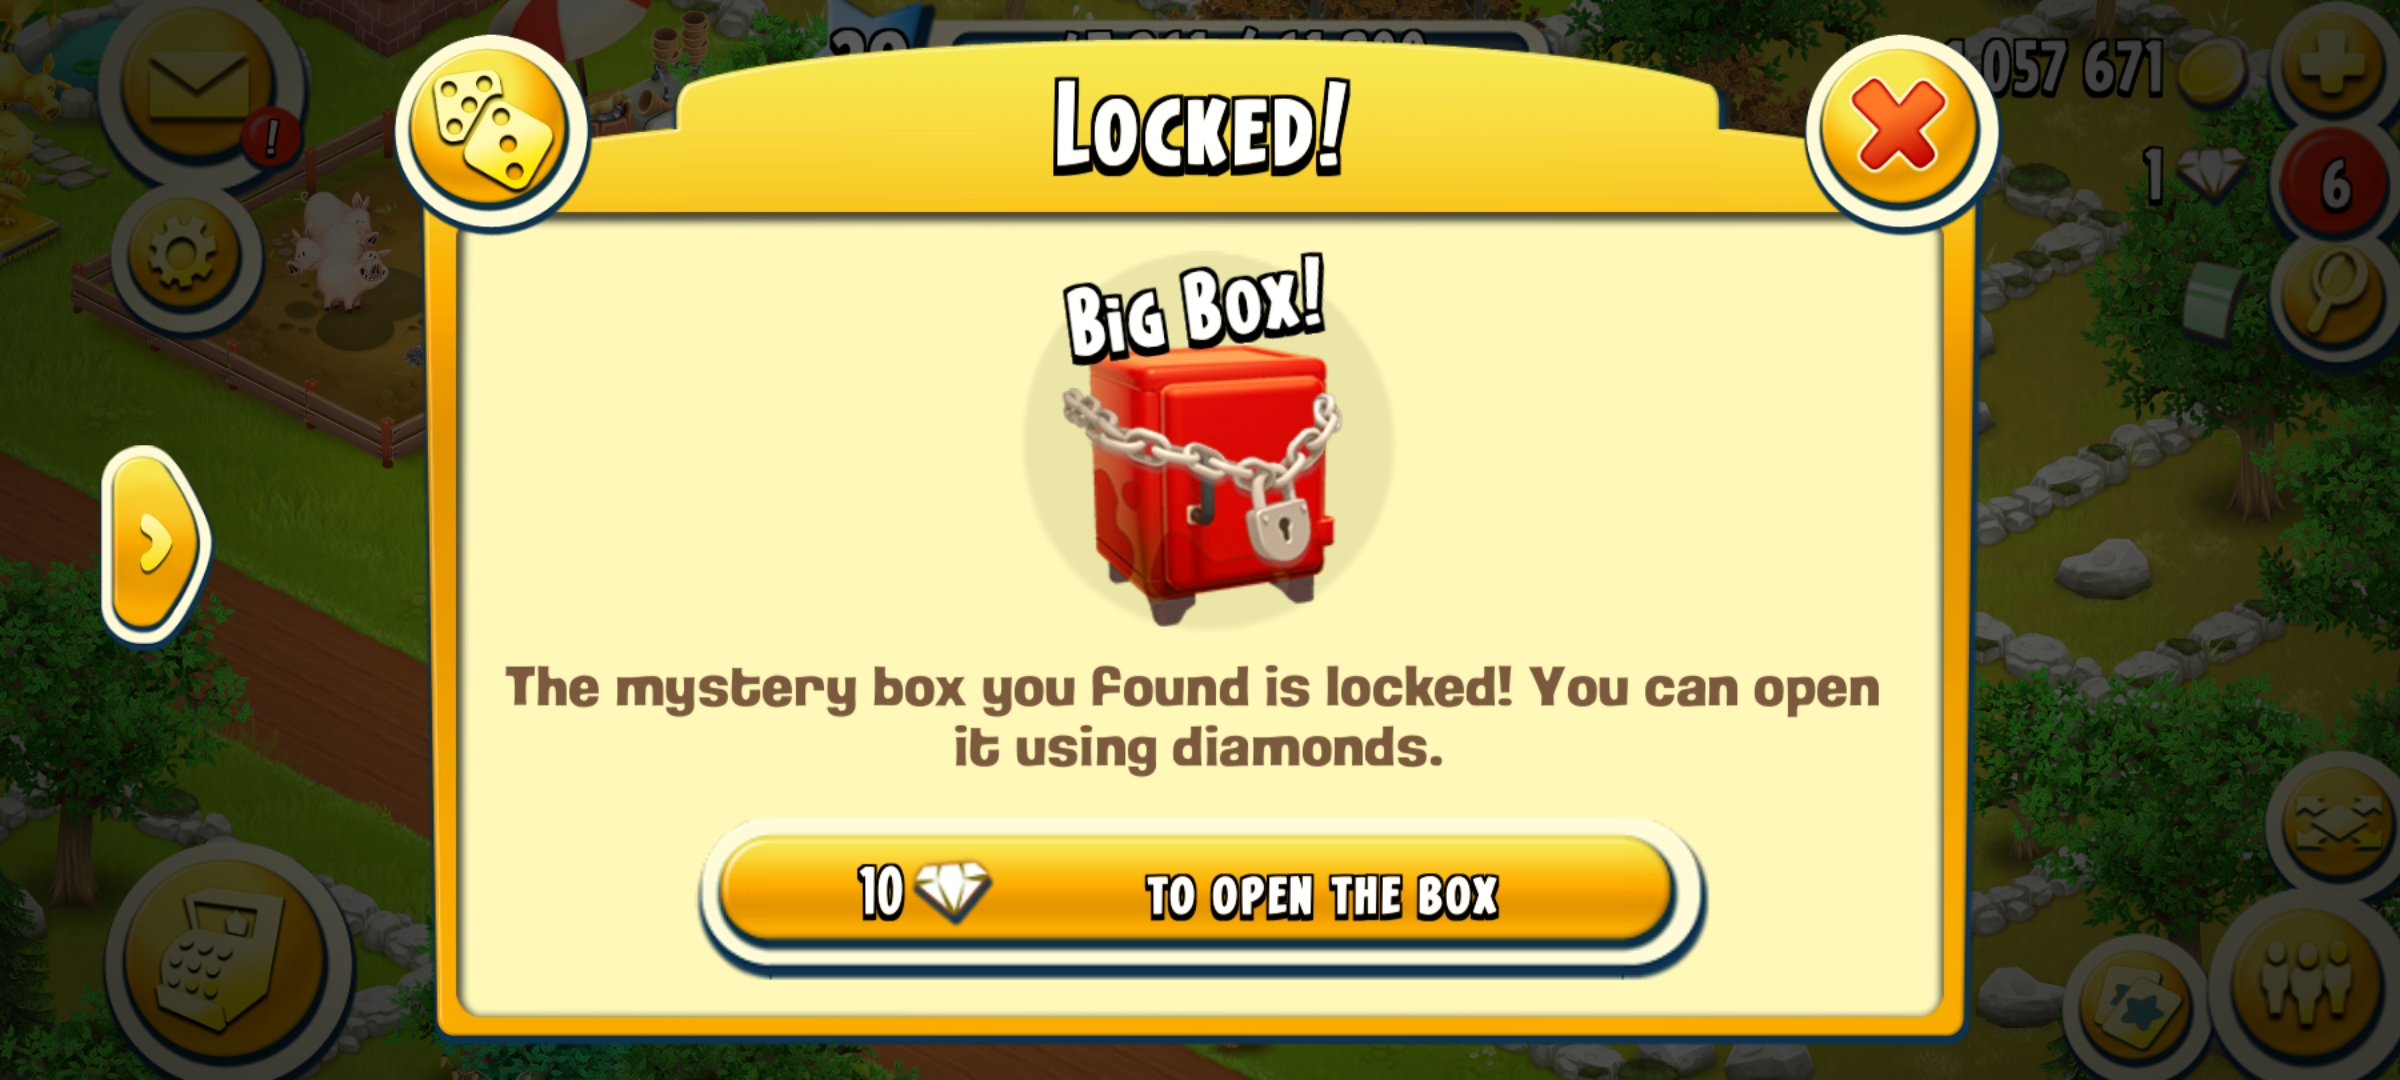 LOCKED!
057 671
1
6
!
BIG BOX!
The mystery box you found is locked! You can open
it using diamonds.
10
TO OPEN THE BOX